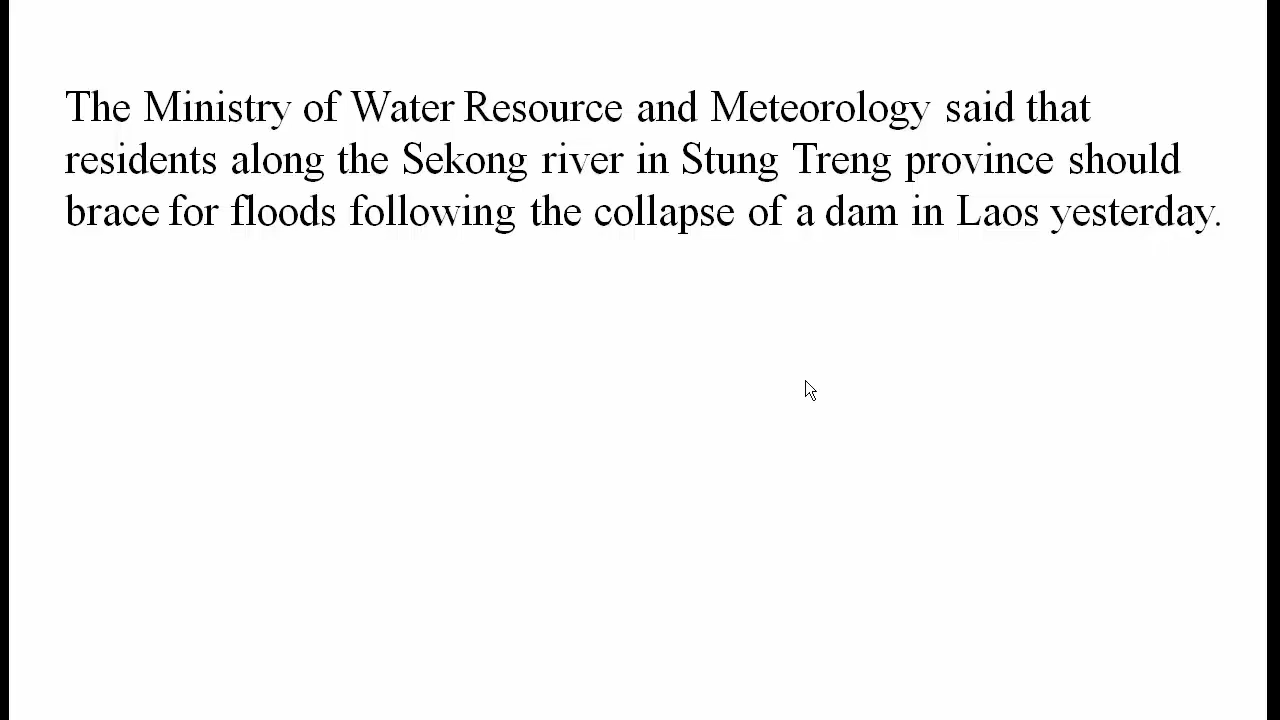 The Ministry of Water Resource and Meteorology said that
residents along the Sekong river in Stung Treng province should
brace for floods following the collapse of a dam in Laos yesterday.